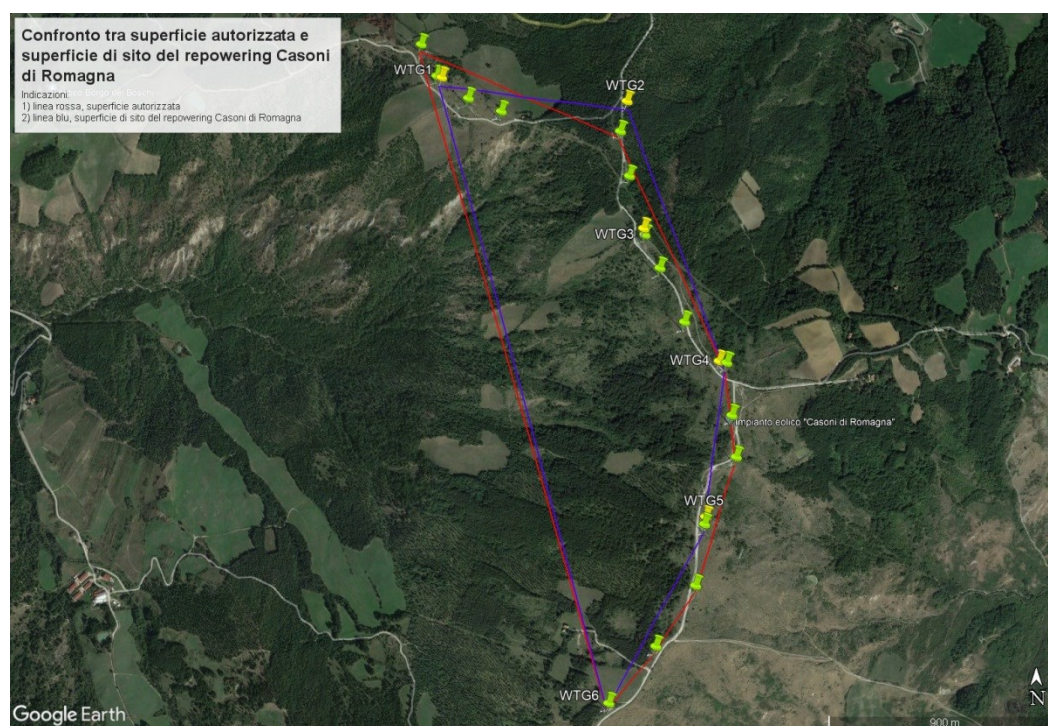 Confronto tra superficie autorizzata e
superficie di sito del repowering Casoni
di Romagna
Indicazioni:
1) linea rossa, superficie autorizzata
2) linea blu, superficie di sito del repowering Casoni di Romagna
WTG1
WTG2
WTG3
WTG4
impianto eolico "Casoni di Romagna"
WTG5
WTG6
N
Google Earth
900 m